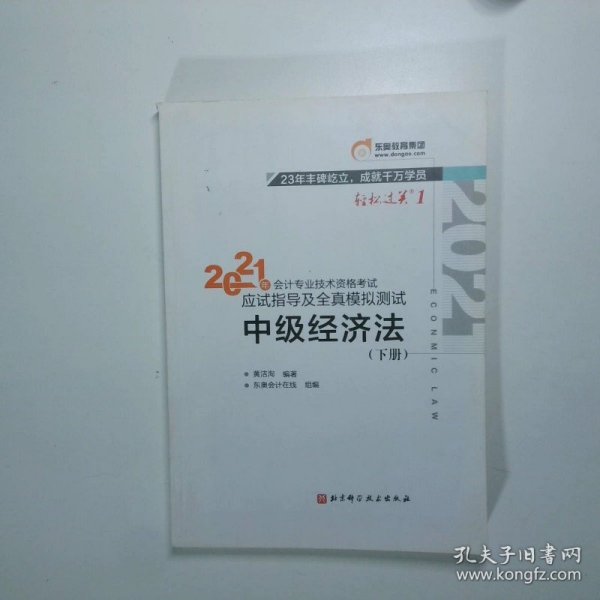 东奥教育集团
www.dongao.com
23年丰碑屹立，成就千万学员
轻松过关®1
2021
2021年会计专业技术资格考试
应试指导及全真模拟测试
中级经济法
（下册）
ECONMIC LAW
● 黄洁洵 编著
● 东奥会计在线 组编
北京科学技术出版社
孔夫子旧书网
www.kongfz.com